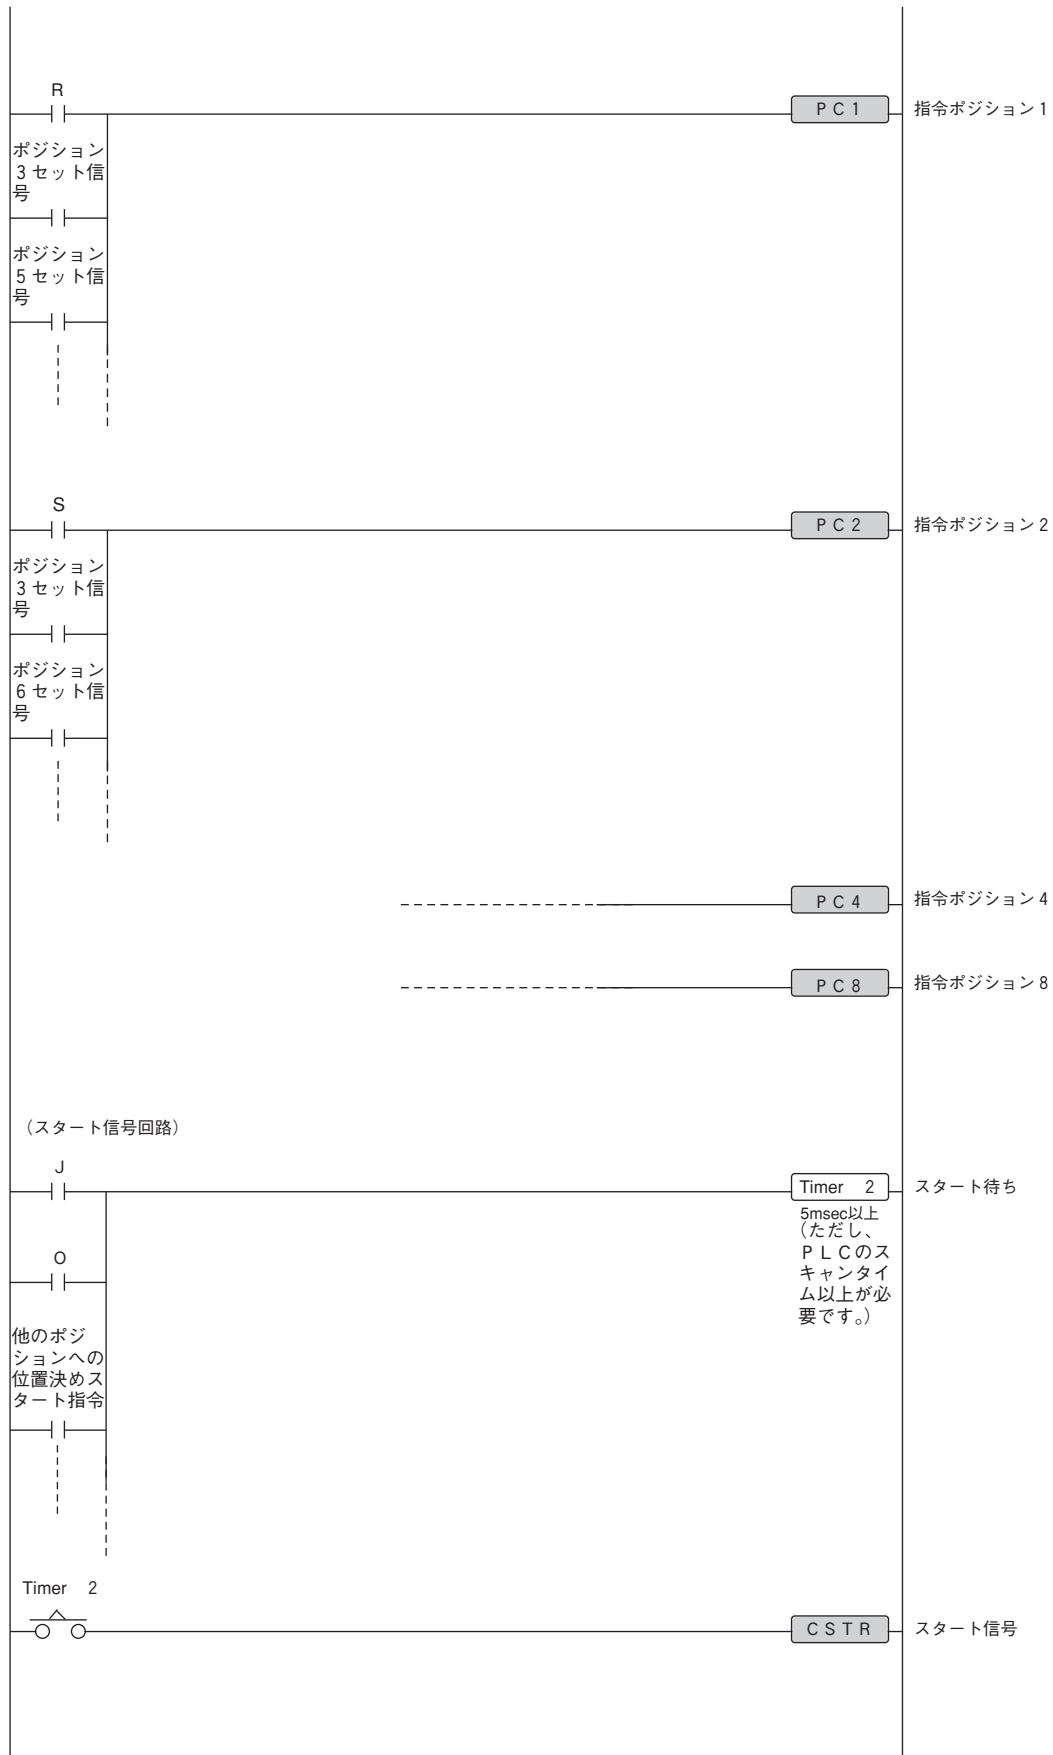 R
ＰＣ１
指令ポジション１
ポジション
３セット信
号
ポジション
５セット信
号
S
ＰＣ２
指令ポジション２
ポジション
３セット信
号
ポジション
６セット信
号
ＰＣ４
指令ポジション４
ＰＣ８
指令ポジション８
（スタート信号回路）
J
Timer　2
スタート待ち
5msec以上
（ただし、
ＰＬＣのス
キャンタイ
ム以上が必
要です。）
O
他のポジ
ションへの
位置決めス
タート指令
Timer　2
ＣＳＴＲ
スタート信号